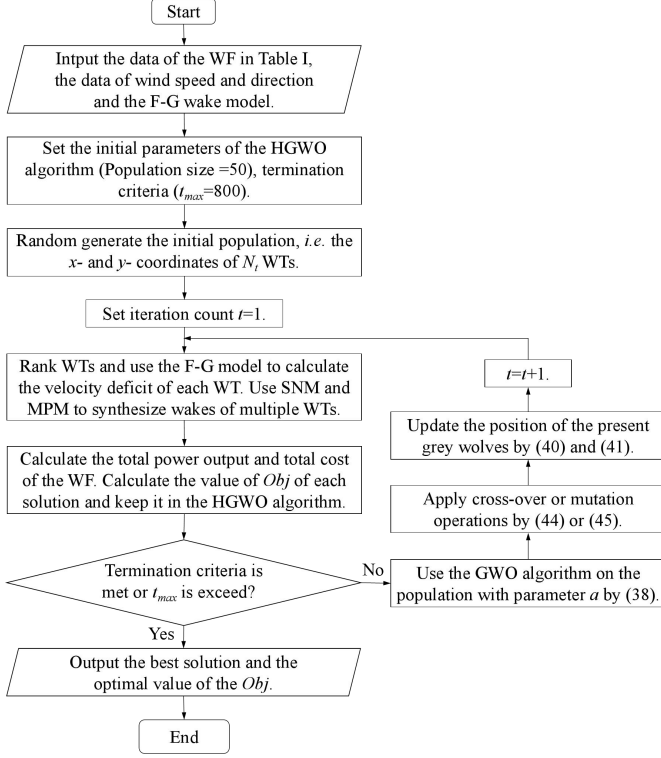 Start
Intput the data of the WF in Table I,
the data of wind speed and direction
and the F-G wake model.
Set the initial parameters of the HGWO
algorithm (Population size =50), termination
criteria (tmax=800).
Random generate the initial population, i.e. the
x- and y- coordinates of Nt WTs.
Set iteration count t=1.
Rank WTs and use the F-G model to calculate
the velocity deficit of each WT. Use SNM and
MPM to synthesize wakes of multiple WTs.
Calculate the total power output and total cost
of the WF. Calculate the value of Obj of each
solution and keep it in the HGWO algorithm.
Termination criteria is
met or tmax is exceed?
No
Use the GWO algorithm on the
population with parameter a by (38).
Apply cross-over or mutation
operations by (44) or (45).
Update the position of the present
grey wolves by (40) and (41).
t=t+1.
Yes
Output the best solution and the
optimal value of the Obj.
End